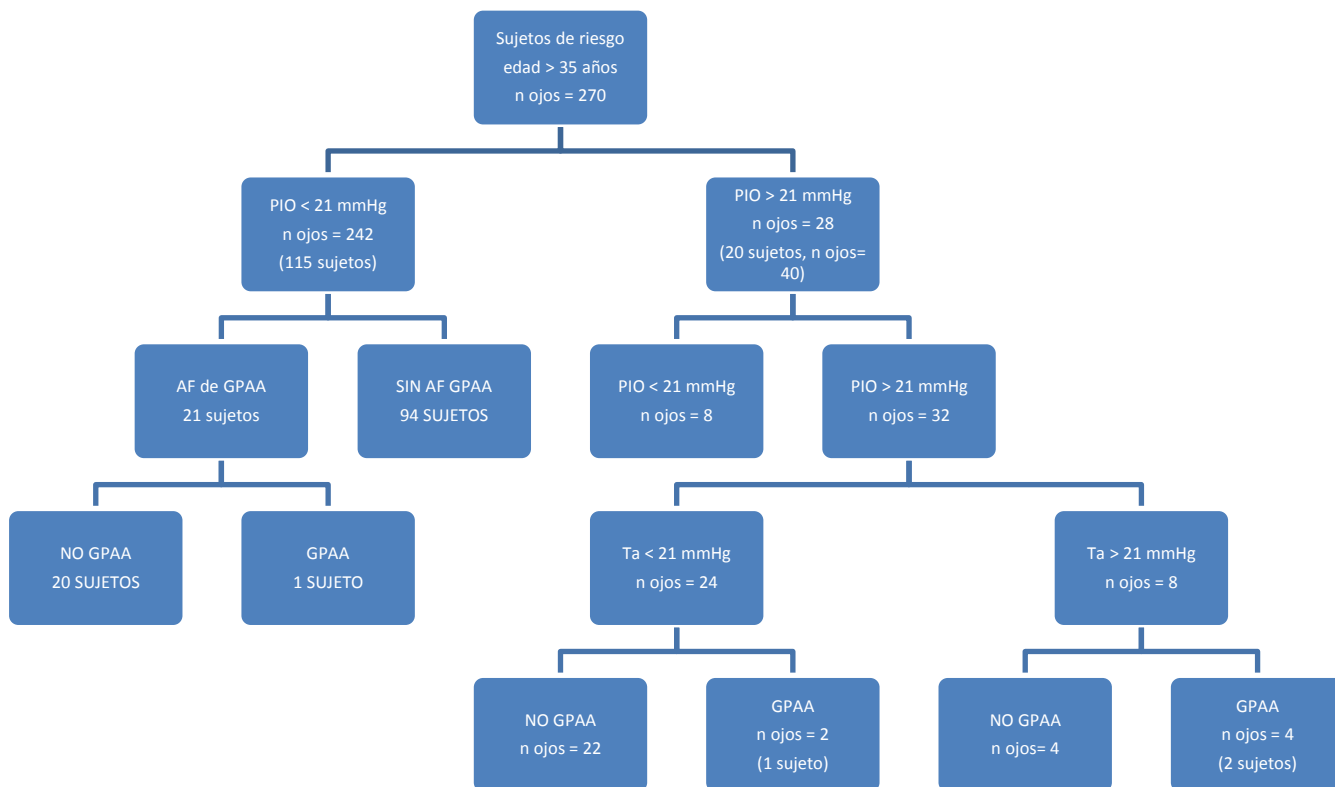 Sujetos de riesgo
edad > 35 años
n ojos = 270
PIO < 21 mmHg
n ojos = 242
(115 sujetos)
PIO > 21 mmHg
n ojos = 28
(20 sujetos, n ojos=
40)
AF de GPAA
21 sujetos
SIN AF GPAA
94 SUJETOS
PIO < 21 mmHg
n ojos = 8
PIO > 21 mmHg
n ojos = 32
NO GPAA
20 SUJETOS
GPAA
1 SUJETO
Ta < 21 mmHg
n ojos = 24
Ta > 21 mmHg
n ojos = 8
NO GPAA
n ojos = 22
GPAA
n ojos = 2
(1 sujeto)
NO GPAA
n ojos= 4
GPAA
n ojos = 4
(2 sujetos)